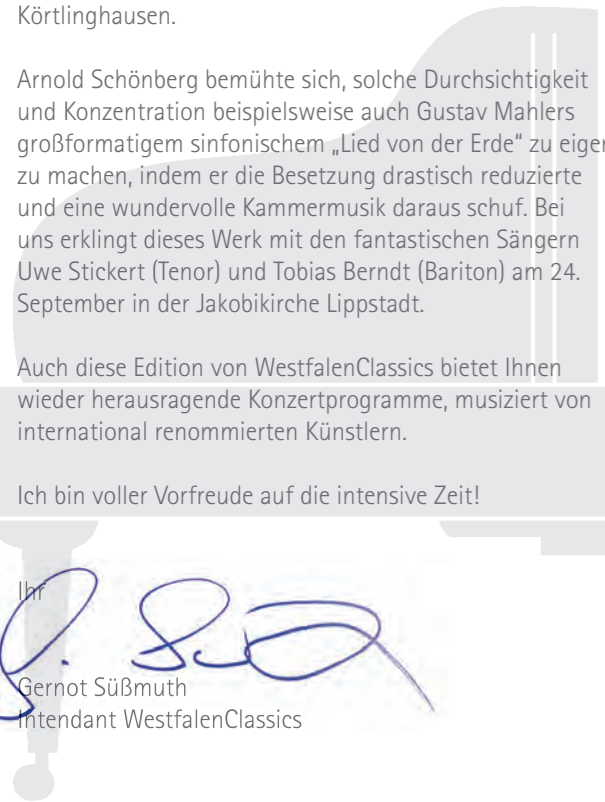 Körtlinghausen.
Arnold Schönberg bemühte sich, solche Durchsichtigkeit
und Konzentration beispielsweise auch Gustav Mahlers
großformatigem sinfonischem „Lied von der Erde“ zu eigen
zu machen, indem er die Besetzung drastisch reduzierte
und eine wundervolle Kammermusik daraus schuf. Bei
uns erklingt dieses Werk mit den fantastischen Sängern
Uwe Stickert (Tenor) und Tobias Berndt (Bariton) am 24.
September in der Jakobikirche Lippstadt.
Auch diese Edition von WestfalenClassics bietet Ihnen
wieder herausragende Konzertprogramme, musiziert von
international renommierten Künstlern.
Ich bin voller Vorfreude auf die intensive Zeit!
Ihr
Gernot Süßmuth
Intendant WestfalenClassics